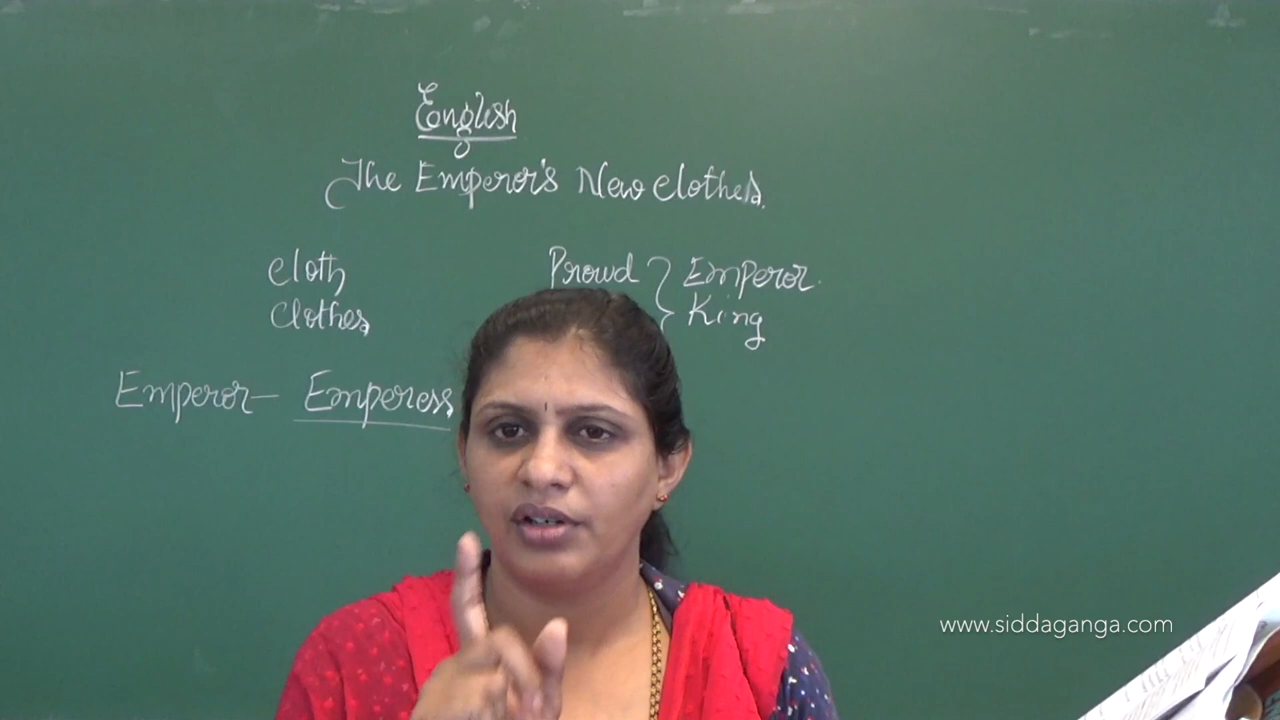 English
The Emperor's New Clothes.
Cloth
Clothes
Proud } Emperor.
King
Emperor - Emperess
www.siddaganga.com